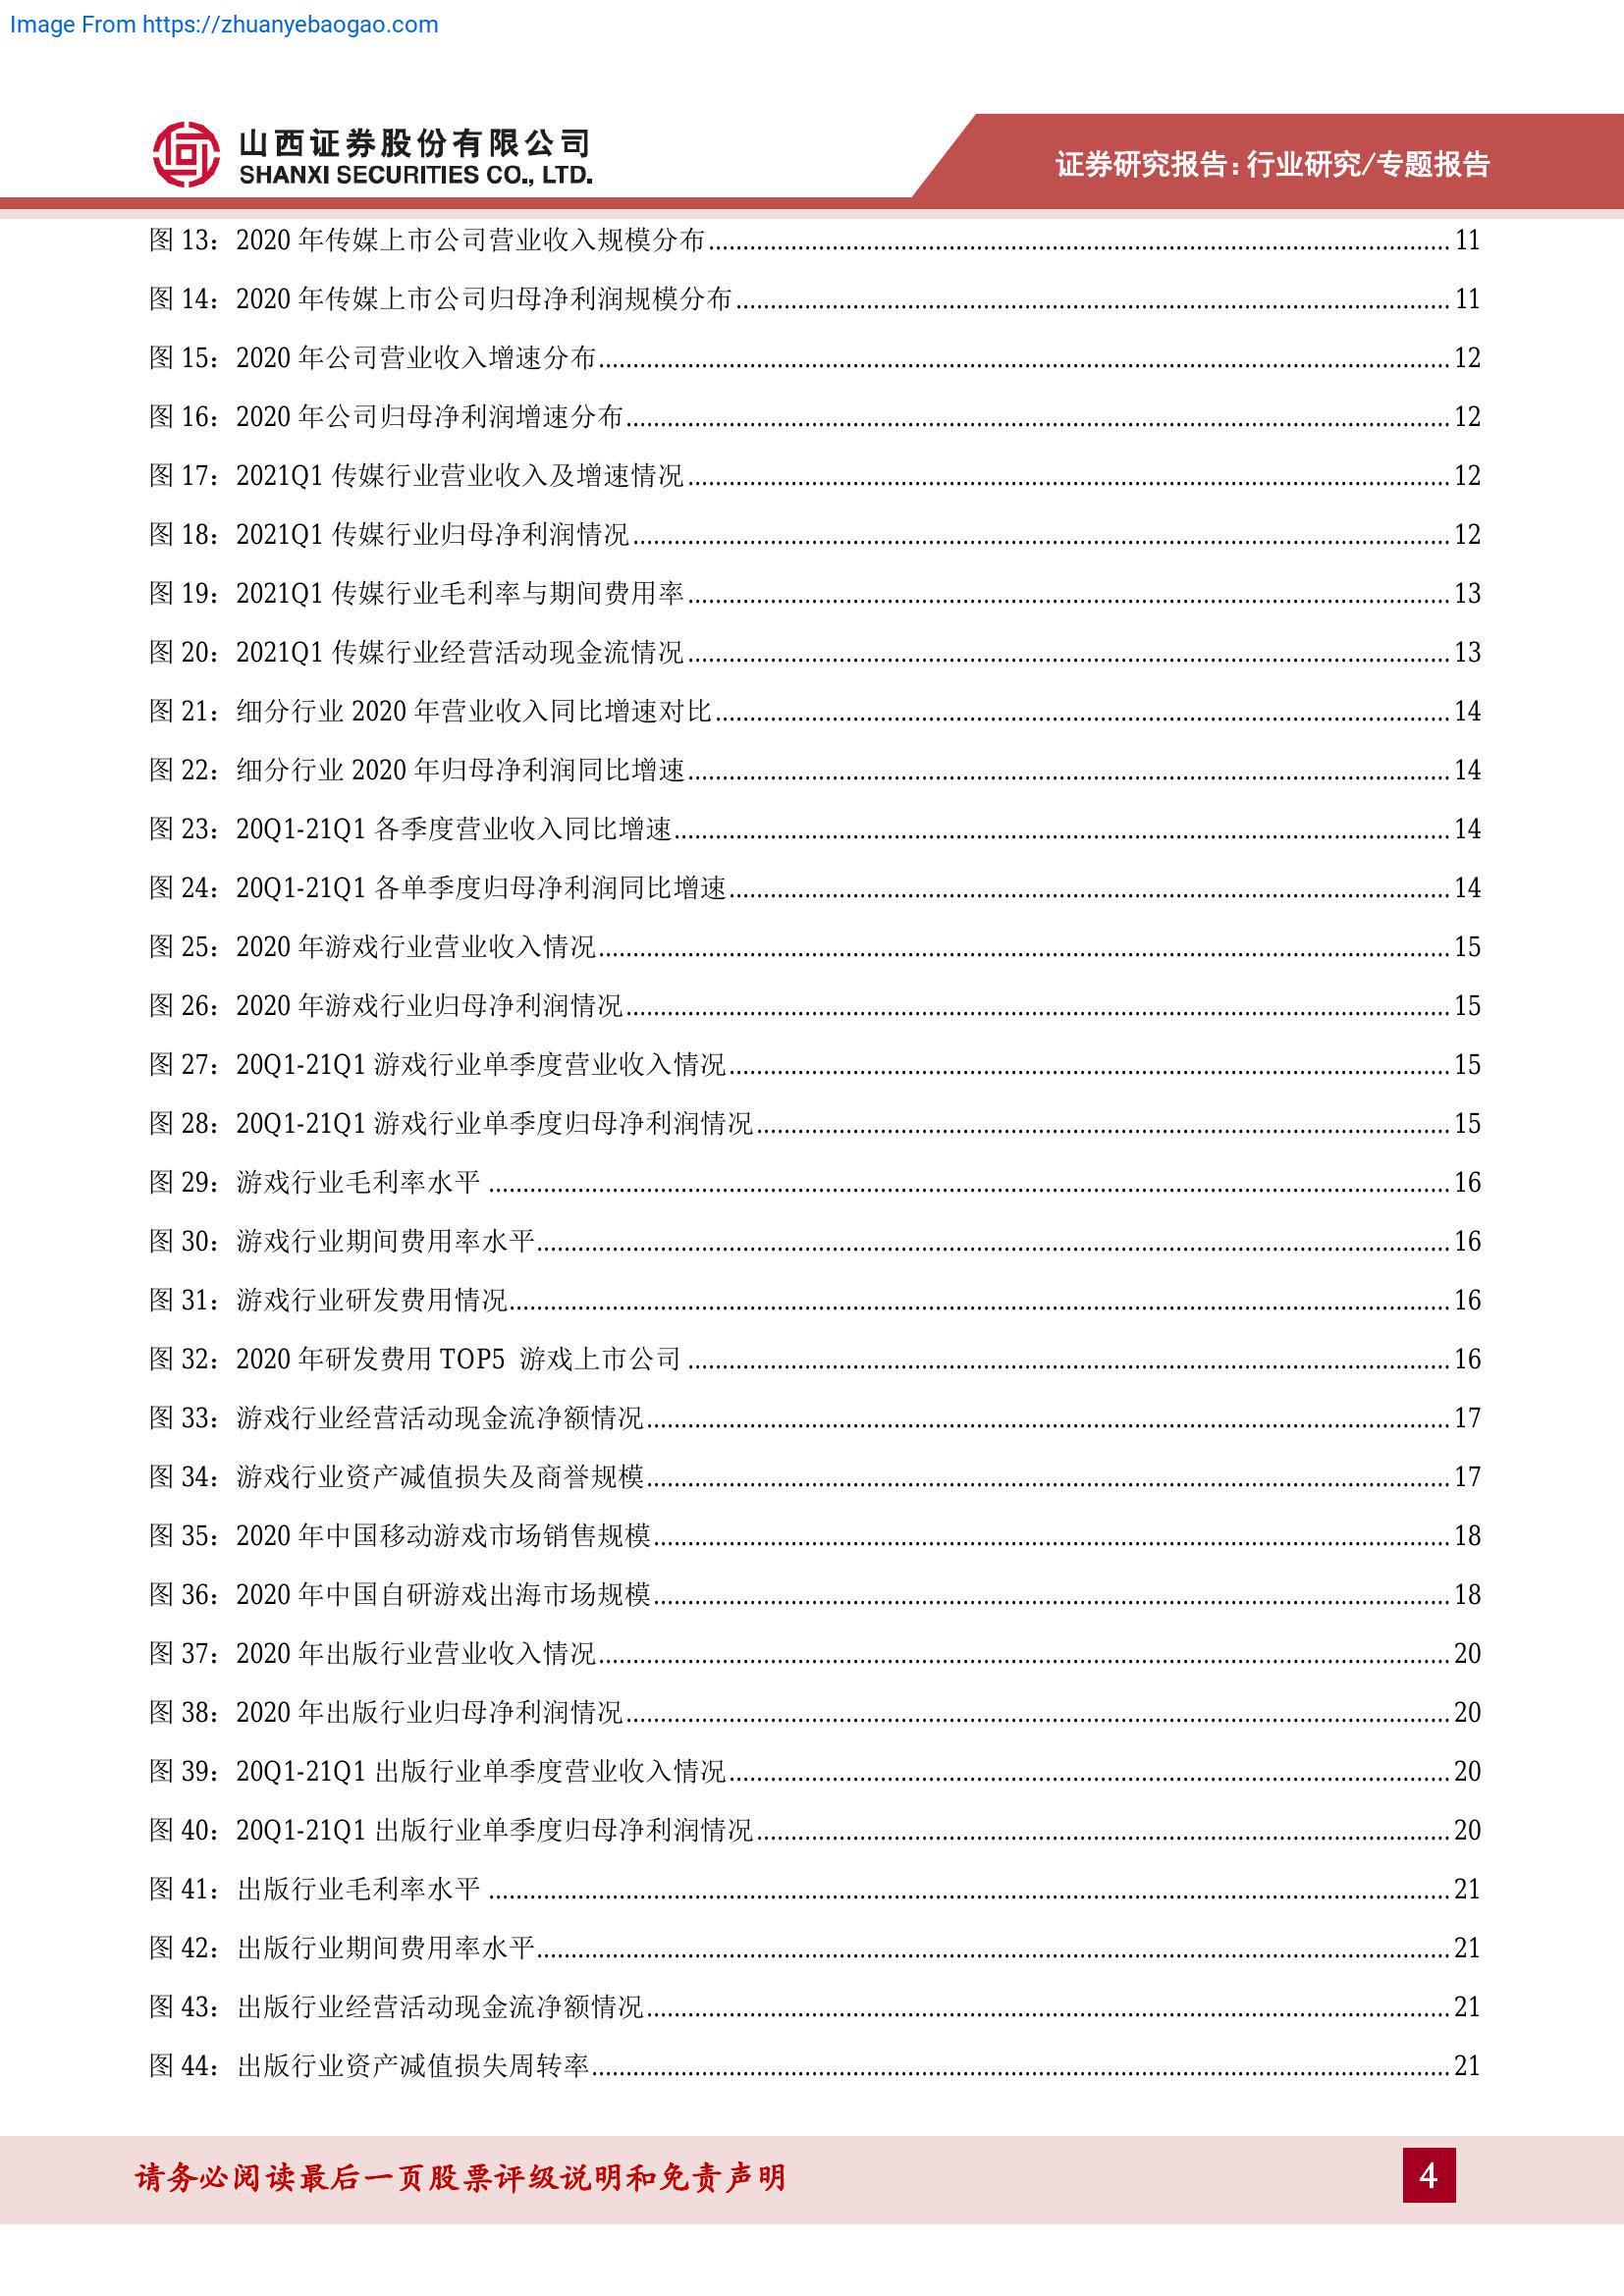 Image From https://zhuanyebaogao.com
山西证券股份有限公司
SHANXI SECURITIES CO., LTD.
证券研究报告:行业研究/专题报告
图 13：2020 年传媒上市公司营业收入规模分布 11
图 14：2020 年传媒上市公司归母净利润规模分布 11
图 15：2020 年公司营业收入增速分布 12
图 16：2020 年公司归母净利润增速分布 12
图 17：2021Q1 传媒行业营业收入及增速情况 12
图 18：2021Q1 传媒行业归母净利润情况 12
图 19：2021Q1 传媒行业毛利率与期间费用率 13
图 20：2021Q1 传媒行业经营活动现金流情况 13
图 21：细分行业 2020 年营业收入同比增速对比 14
图 22：细分行业 2020 年归母净利润同比增速 14
图 23：20Q1-21Q1 各季度营业收入同比增速 14
图 24：20Q1-21Q1 各单季度归母净利润同比增速 14
图 25：2020 年游戏行业营业收入情况 15
图 26：2020 年游戏行业归母净利润情况 15
图 27：20Q1-21Q1 游戏行业单季度营业收入情况 15
图 28：20Q1-21Q1 游戏行业单季度归母净利润情况 15
图 29：游戏行业毛利率水平 16
图 30：游戏行业期间费用率水平 16
图 31：游戏行业研发费用情况 16
图 32：2020 年研发费用 TOP5 游戏上市公司 16
图 33：游戏行业经营活动现金流净额情况 17
图 34：游戏行业资产减值损失及商誉规模 17
图 35：2020 年中国移动游戏市场销售规模 18
图 36：2020 年中国自研游戏出海市场规模 18
图 37：2020 年出版行业营业收入情况 20
图 38：2020 年出版行业归母净利润情况 20
图 39：20Q1-21Q1 出版行业单季度营业收入情况 20
图 40：20Q1-21Q1 出版行业单季度归母净利润情况 20
图 41：出版行业毛利率水平 21
图 42：出版行业期间费用率水平 21
图 43：出版行业经营活动现金流净额情况 21
图 44：出版行业资产减值损失周转率 21
请务必阅读最后一页股票评级说明和免责声明
4